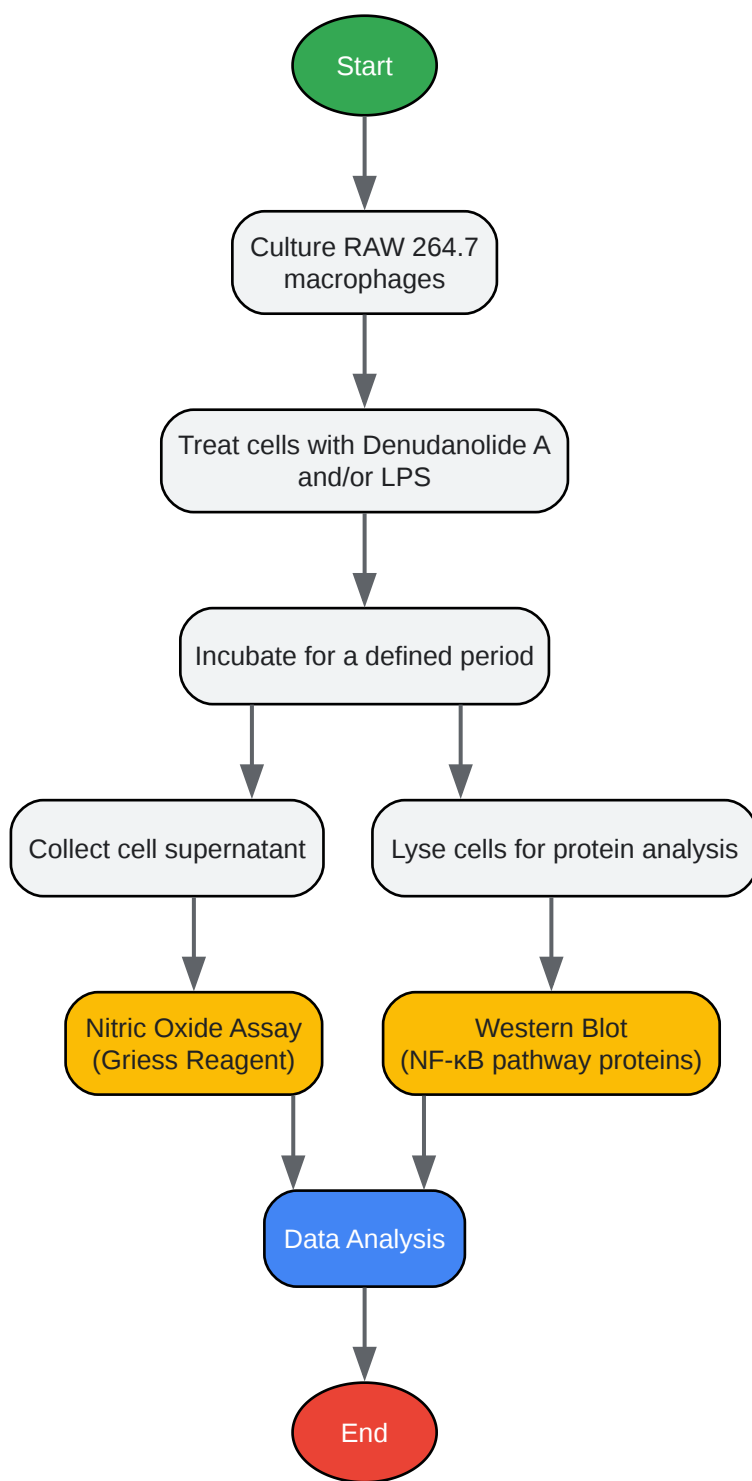 Start
Culture RAW 264.7
macrophages
Treat cells with Denudanolide A
and/or LPS
Incubate for a defined period
Collect cell supernatant
Lyse cells for protein analysis
Nitric Oxide Assay
(Griess Reagent)
Western Blot
(NF-κB pathway proteins)
Data Analysis
End